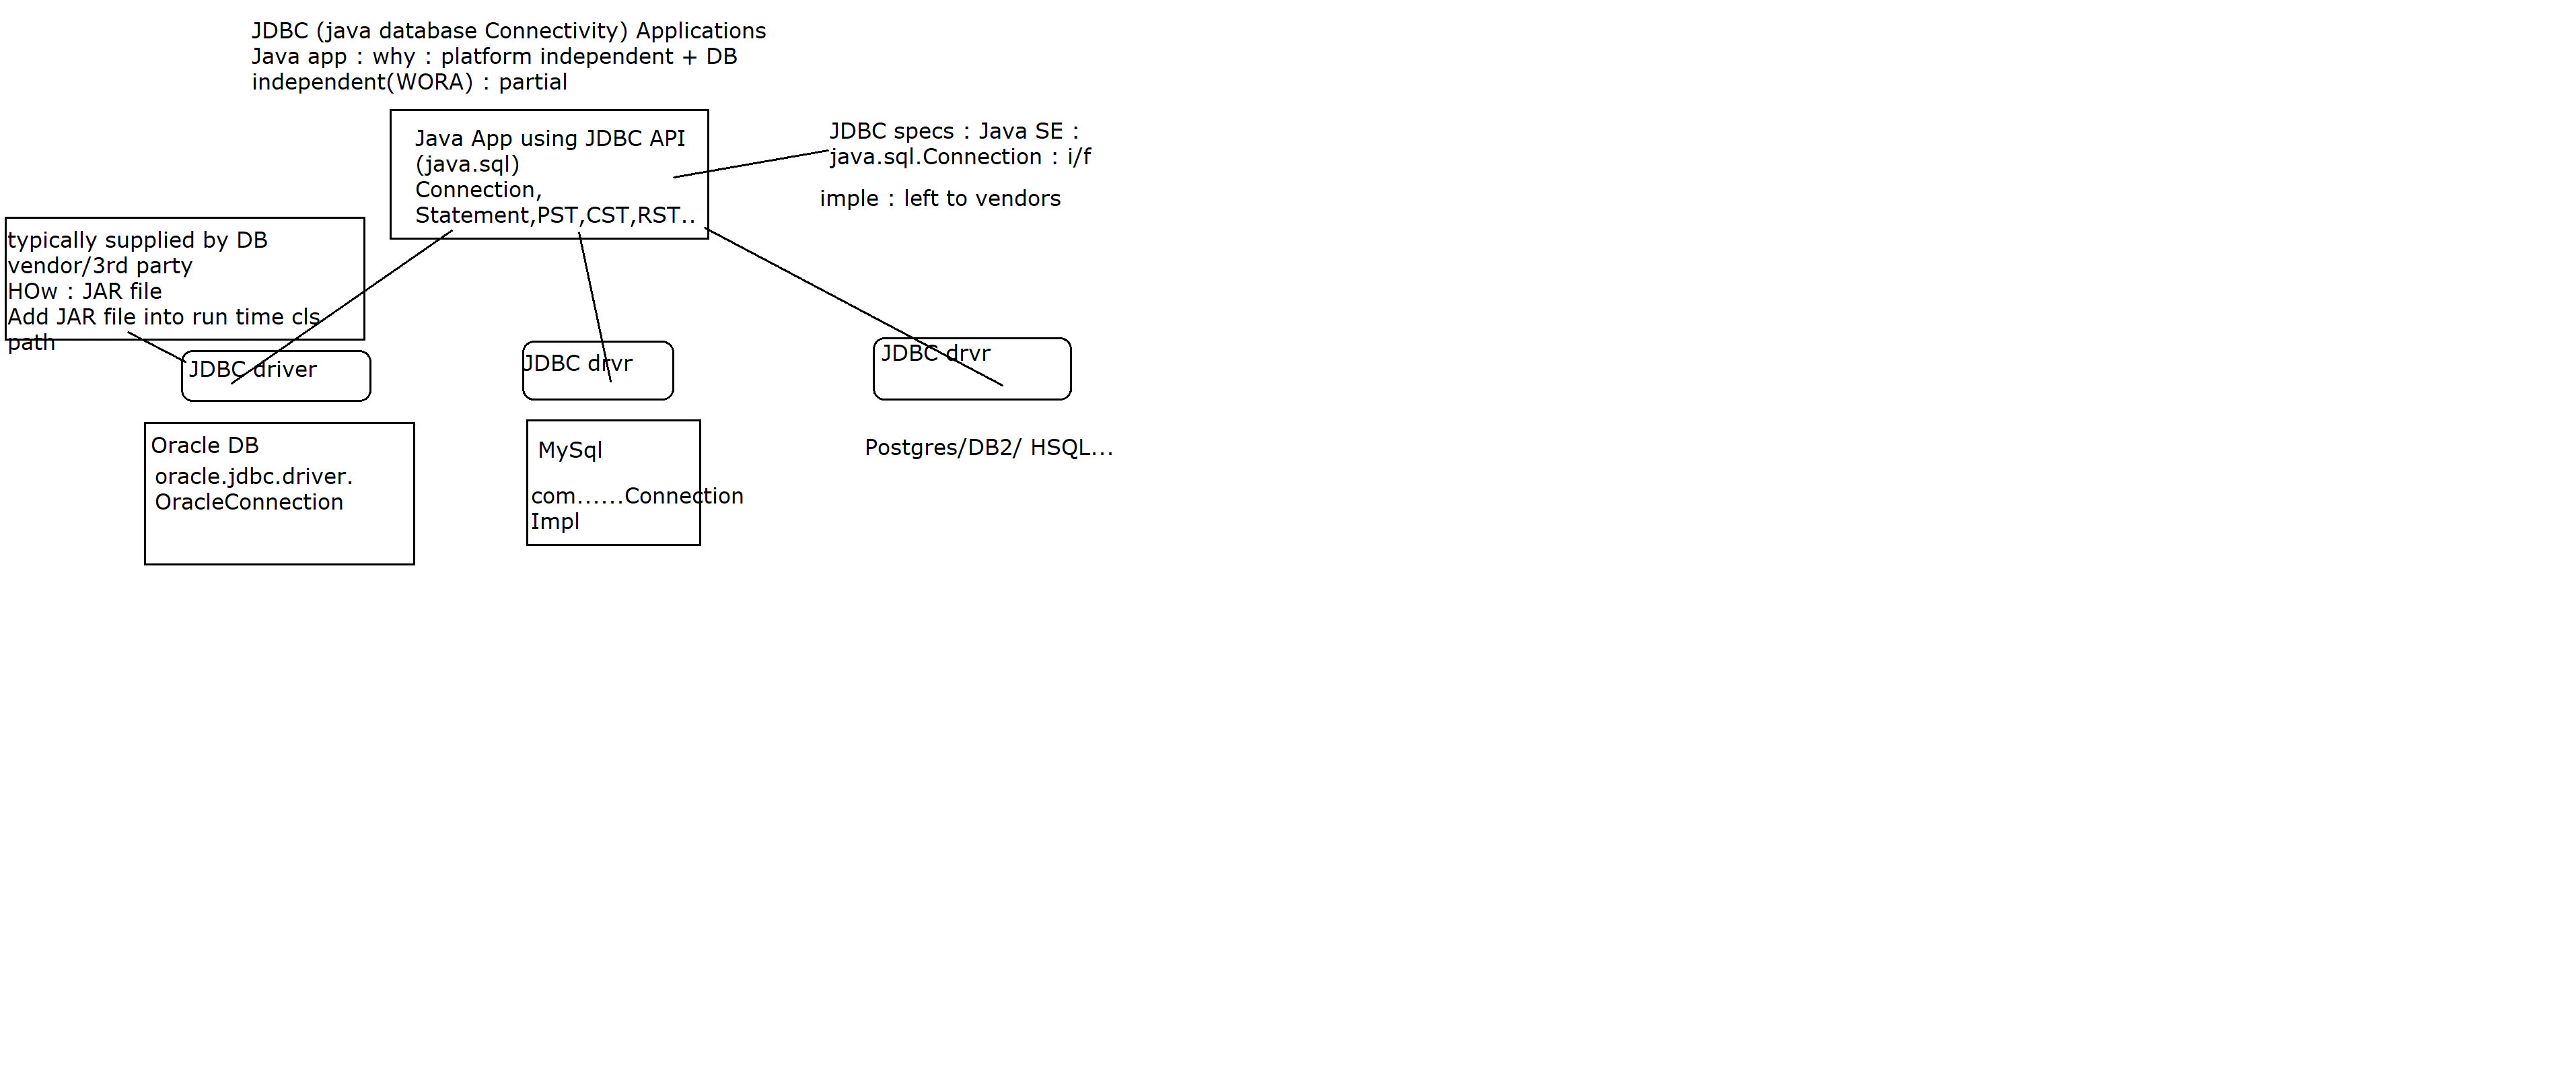 JDBC (java database Connectivity) Applications
Java app : why : platform independent + DB
independent(WORA) : partial
Java App using JDBC API
(java.sql)
Connection,
Statement,PST,CST,RST..
JDBC specs : Java SE :
java.sql.Connection : i/f
imple : left to vendors
typically supplied by DB
vendor/3rd party
HOw : JAR file
Add JAR file into run time cls
path
JDBC driver
JDBC drvr
JDBC drvr
Oracle DB
oracle.jdbc.driver.
OracleConnection
MySql
com......Connection
Impl
Postgres/DB2/ HSQL...